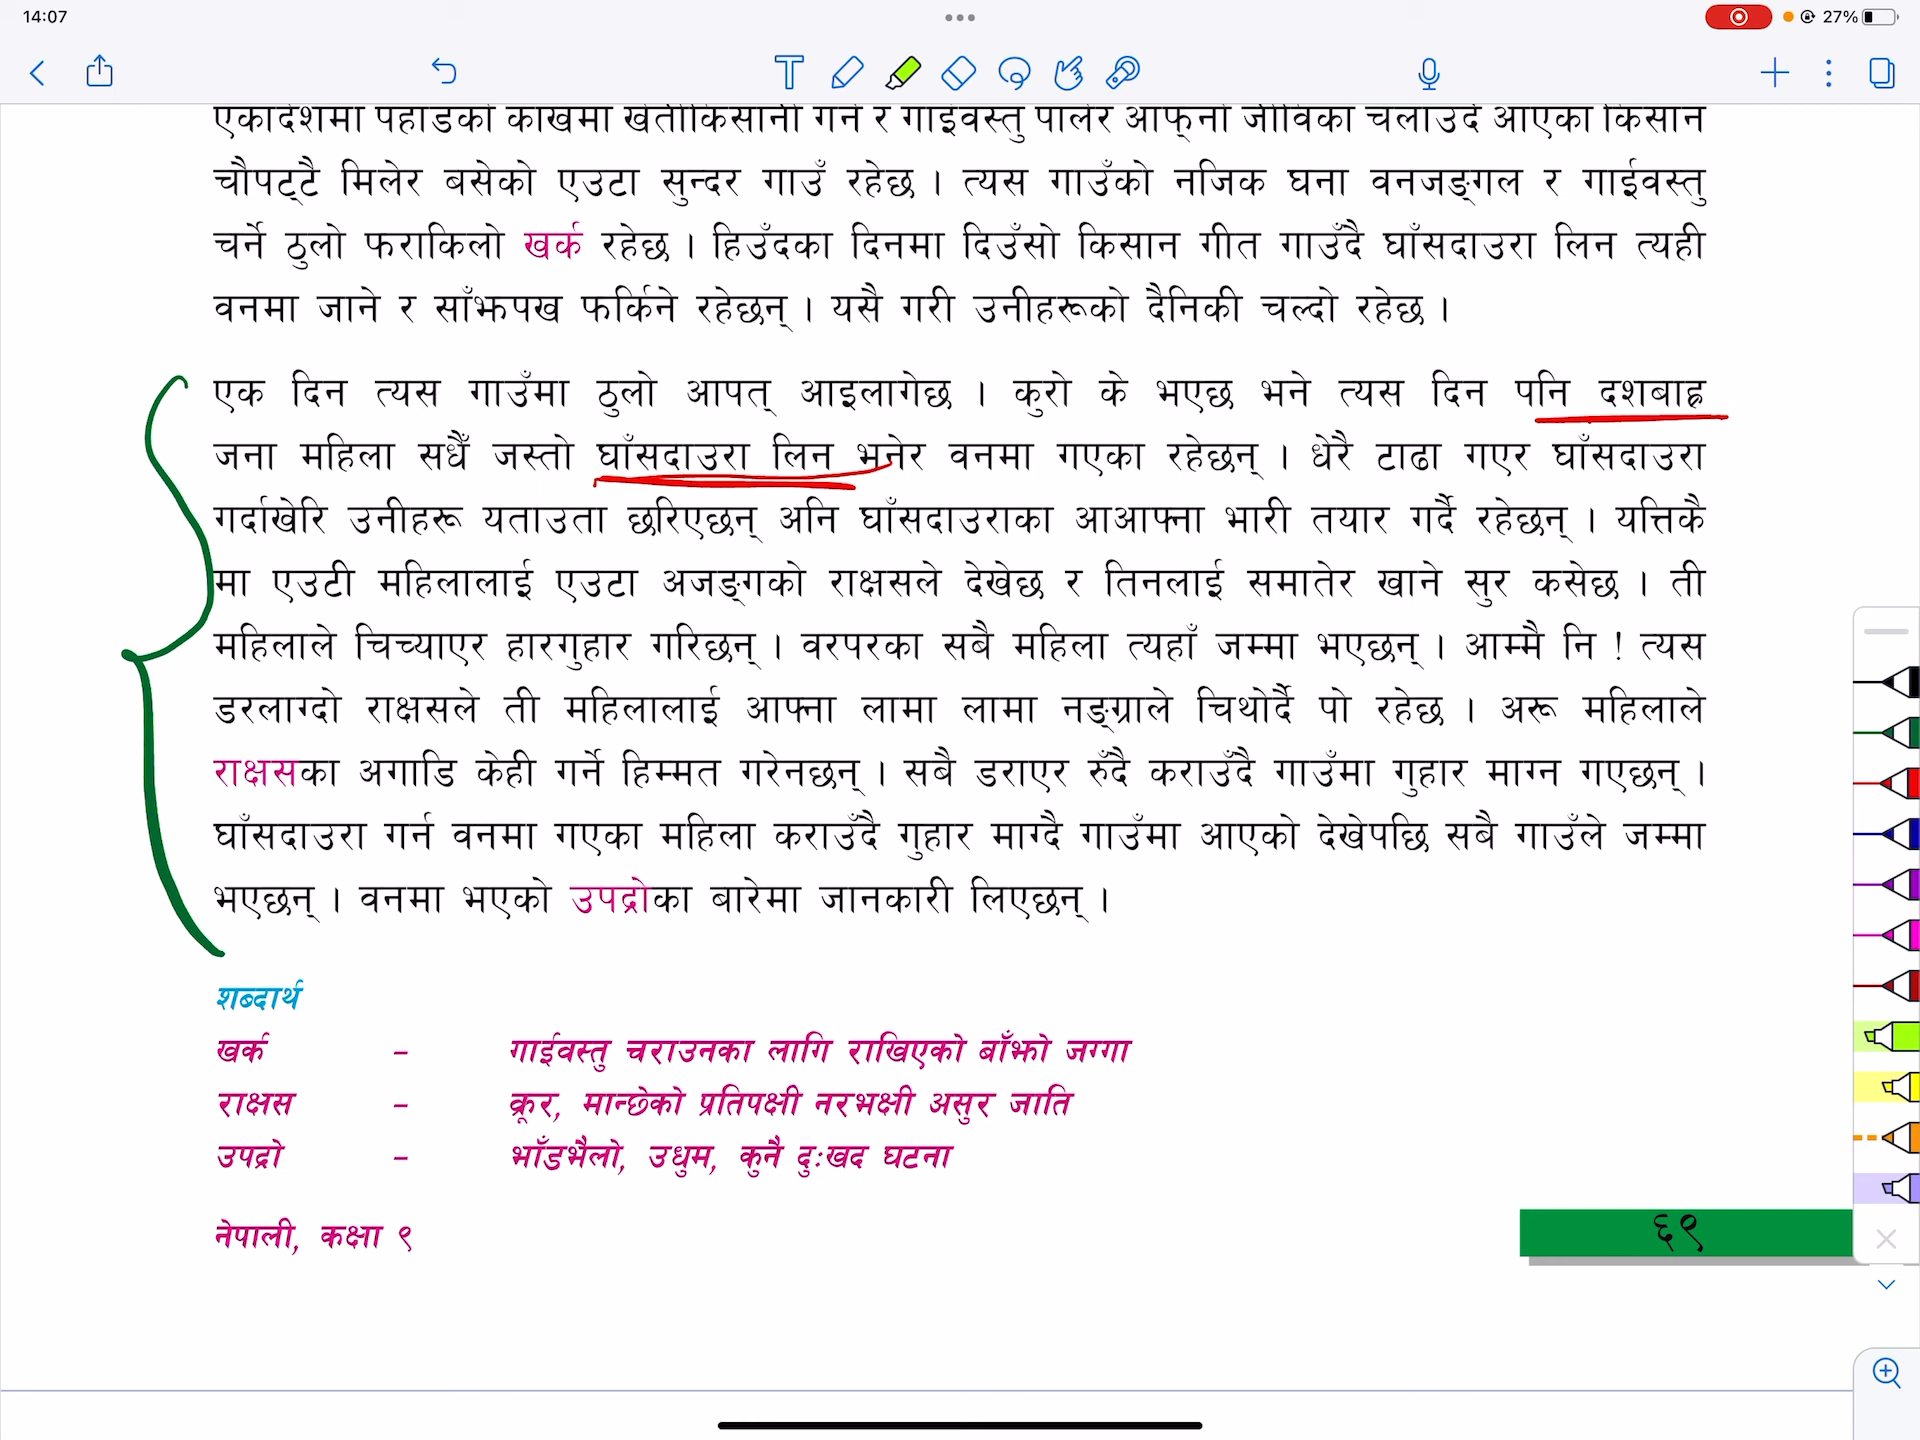 14:07
27%
एकादेशमा पहाडको काखमा खेतीकिसानी गर्ने र गाईवस्तु पालेर आफ्नो जीविका चलाउँदै आएका किसान
चौपट्टै मिलेर बसेको एउटा सुन्दर गाउँ रहेछ । त्यस गाउँको नजिक घना वनजङ्गल र गाईवस्तु
चर्ने ठुलो फराकिलो खर्क रहेछ । हिउँदका दिनमा दिउँसो किसान गीत गाउँदै घाँसदाउरा लिन त्यही
वनमा जाने र साँझपख फर्किने रहेछन् । यसै गरी उनीहरूको दैनिकी चल्दो रहेछ ।
एक दिन त्यस गाउँमा ठुलो आपत् आइलागेछ । कुरो के भएछ भने त्यस दिन पनि दशबाह्र
जना महिला सधैँ जस्तो घाँसदाउरा लिन भनेर वनमा गएका रहेछन् । धेरै टाढा गएर घाँसदाउरा
गर्दाखेरि उनीहरू यताउता छरिएछन् अनि घाँसदाउराका आआफ्ना भारी तयार गर्दै रहेछन् । यत्तिकै
मा एउटी महिलालाई एउटा अजङ्गको राक्षसले देखेछ र तिनलाई समातेर खाने सुर कसेछ । ती
महिलाले चिच्याएर हारगुहार गरिछन् । वरपरका सबै महिला त्यहाँ जम्मा भएछन् । आम्मै नि ! त्यस
डरलाग्दो राक्षसले ती महिलालाई आफ्ना लामा लामा नङ्ग्राले चिथोर्दै पो रहेछ । अरू महिलाले
राक्षसका अगाडि केही गर्ने हिम्मत गरेनछन् । सबै डराएर रुँदै कराउँदै गाउँमा गुहार माग्न गएछन् ।
घाँसदाउरा गर्न वनमा गएका महिला कराउँदै गुहार माग्दै गाउँमा आएको देखेपछि सबै गाउँले जम्मा
भएछन् । वनमा भएको उपद्रोका बारेमा जानकारी लिएछन् ।
शब्दार्थ
खर्क – गाईवस्तु चराउनका लागि राखिएको बाँझो जग्गा
राक्षस – क्रूर, मान्छेको प्रतिपक्षी नरभक्षी असुर जाति
उपद्रो – भाँडभैलो, उधुम, कुनै दुःखद घटना
नेपाली, कक्षा ९
६९